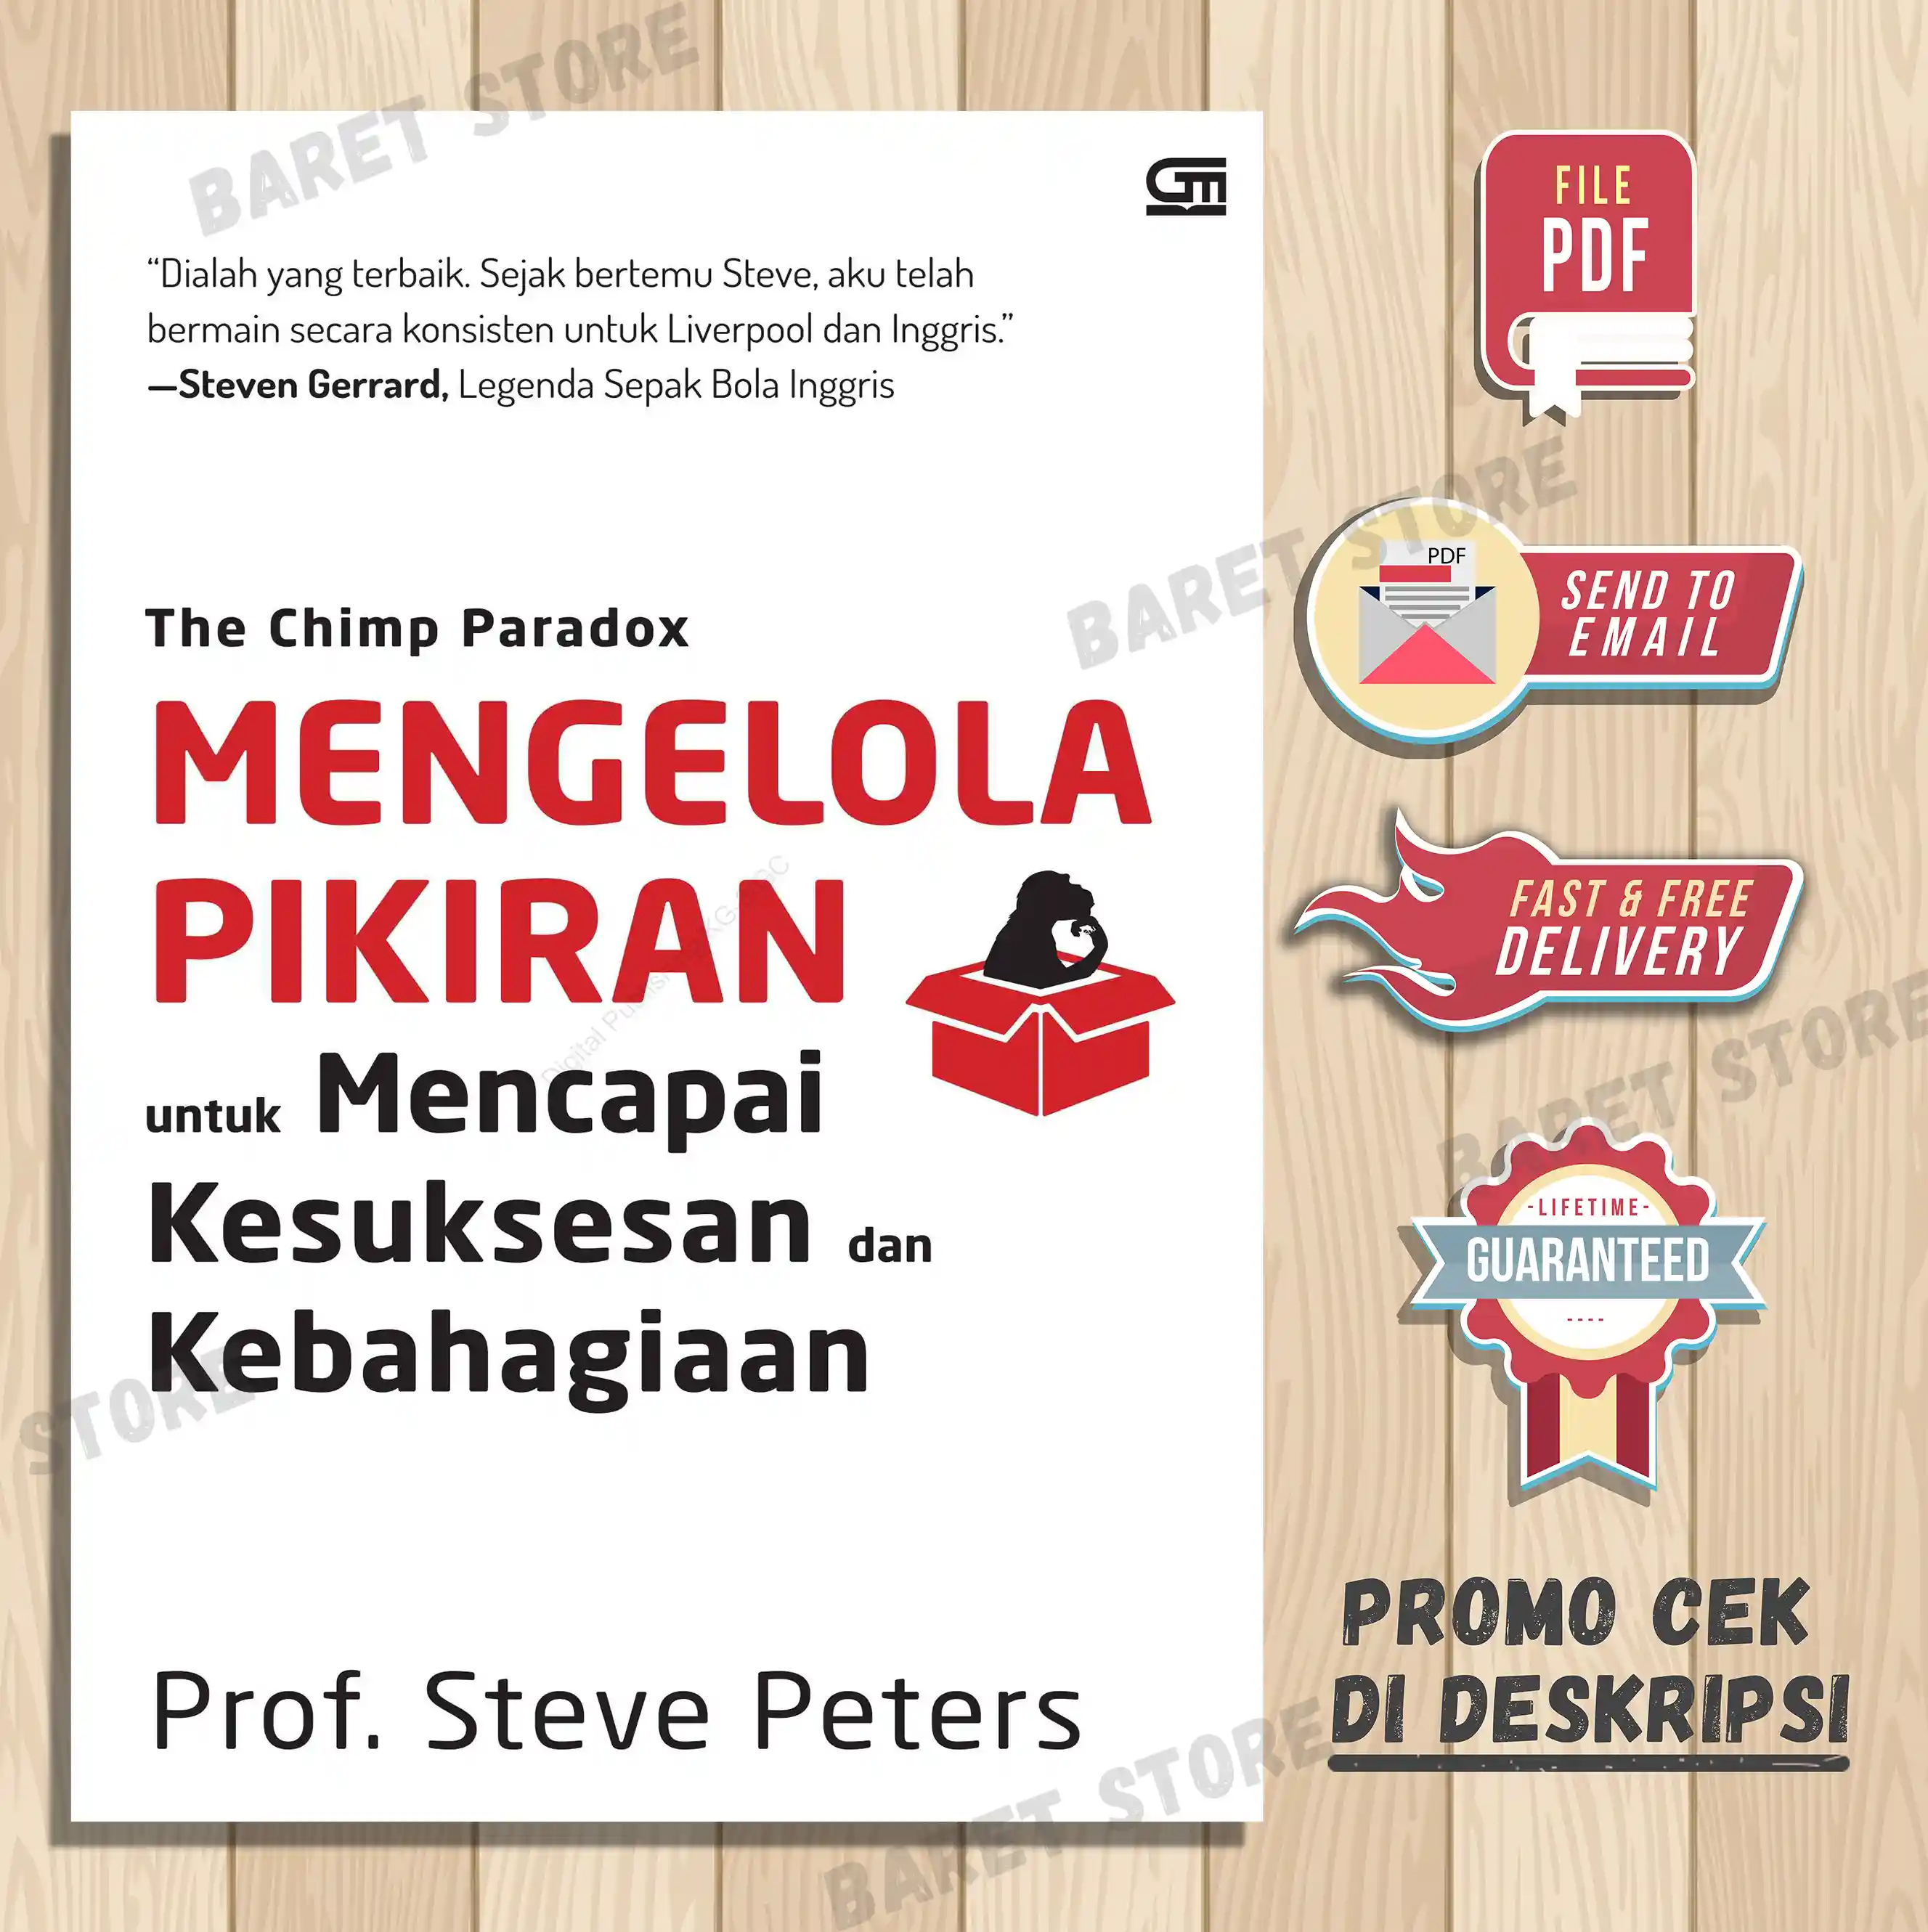 BARET STORE
GM
“Dialah yang terbaik. Sejak bertemu Steve, aku telah
bermain secara konsisten untuk Liverpool dan Inggris.”
—Steven Gerrard, Legenda Sepak Bola Inggris
The Chimp Paradox
MENGELOLA
PIKIRAN
untuk Mencapai
Kesuksesan dan
Kebahagiaan
Prof. Steve Peters
FILE
PDF
BARET STORE
PDF
SEND TO
EMAIL
FAST & FREE
DELIVERY
BARET STORE
-LIFETIME-
GUARANTEED
----
STORE
PROMO CEK
DI DESKRIPSI
BARET STORE